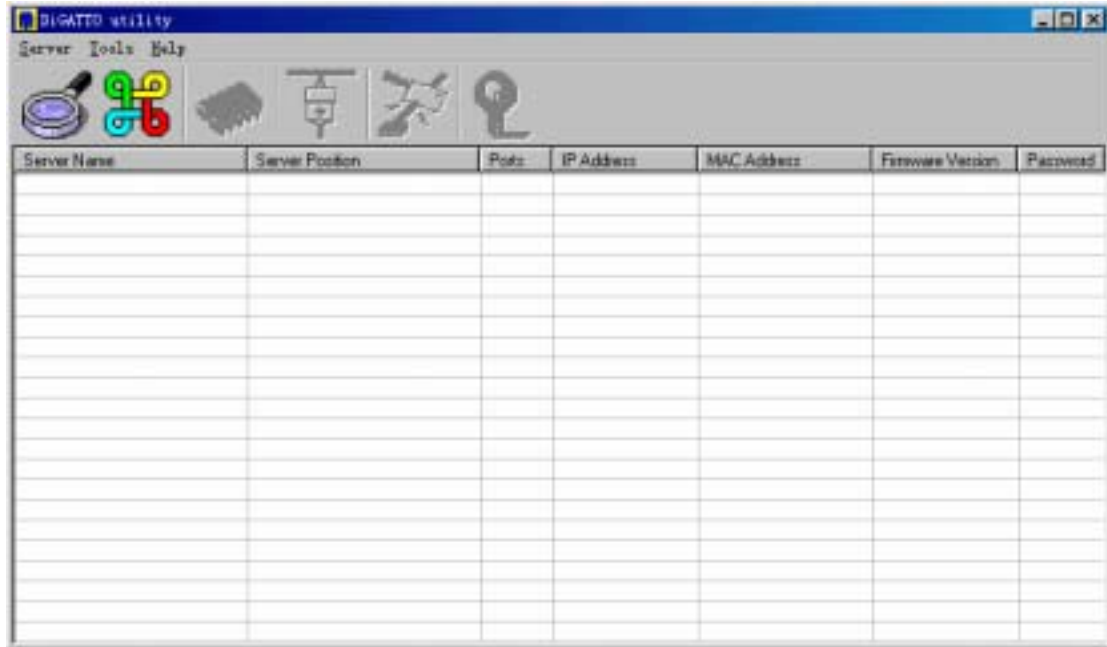 DiGATTO utility
Server Tools Help
Server Name Server Position Ports IP Address MAC Address Firmware Version Password